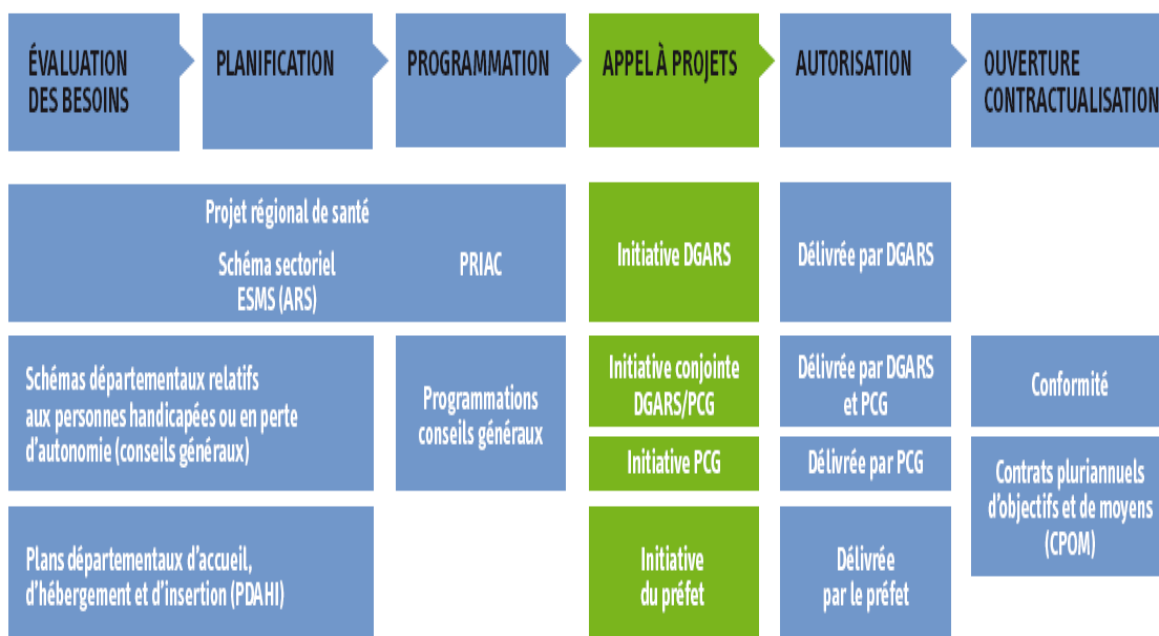 ÉVALUATION
DES BESOINS
PLANIFICATION
PROGRAMMATION
APPEL À PROJETS
AUTORISATION
OUVERTURE
CONTRACTUALISATION
Projet régional de santé
Schéma sectoriel
ESMS (ARS)
PRIAC
Initiative DGARS
Délivrée par DGARS
Schémas départementaux relatifs
aux personnes handicapées ou en perte
d'autonomie (conseils généraux)
Programmations
conseils généraux
Initiative conjointe
DGARS/PCG
Délivrée par DGARS
et PCG
Conformité
Initiative PCG
Délivrée par PCG
Contrats pluriannuels
d'objectifs et de moyens
(CPOM)
Plans départementaux d'accueil,
d'hébergement et d'insertion (PDAHI)
Initiative
du préfet
Délivrée
par le préfet